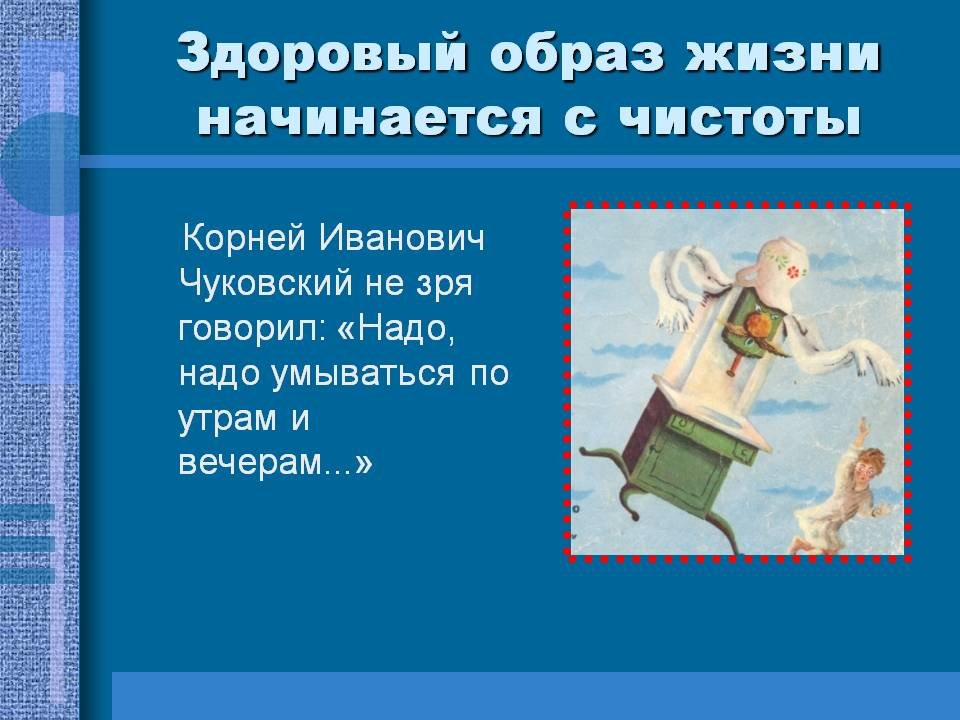 Здоровый образ жизни
начинается с чистоты
Корней Иванович
Чуковский не зря
говорил: «Надо,
надо умываться по
утрам и
вечерам...»